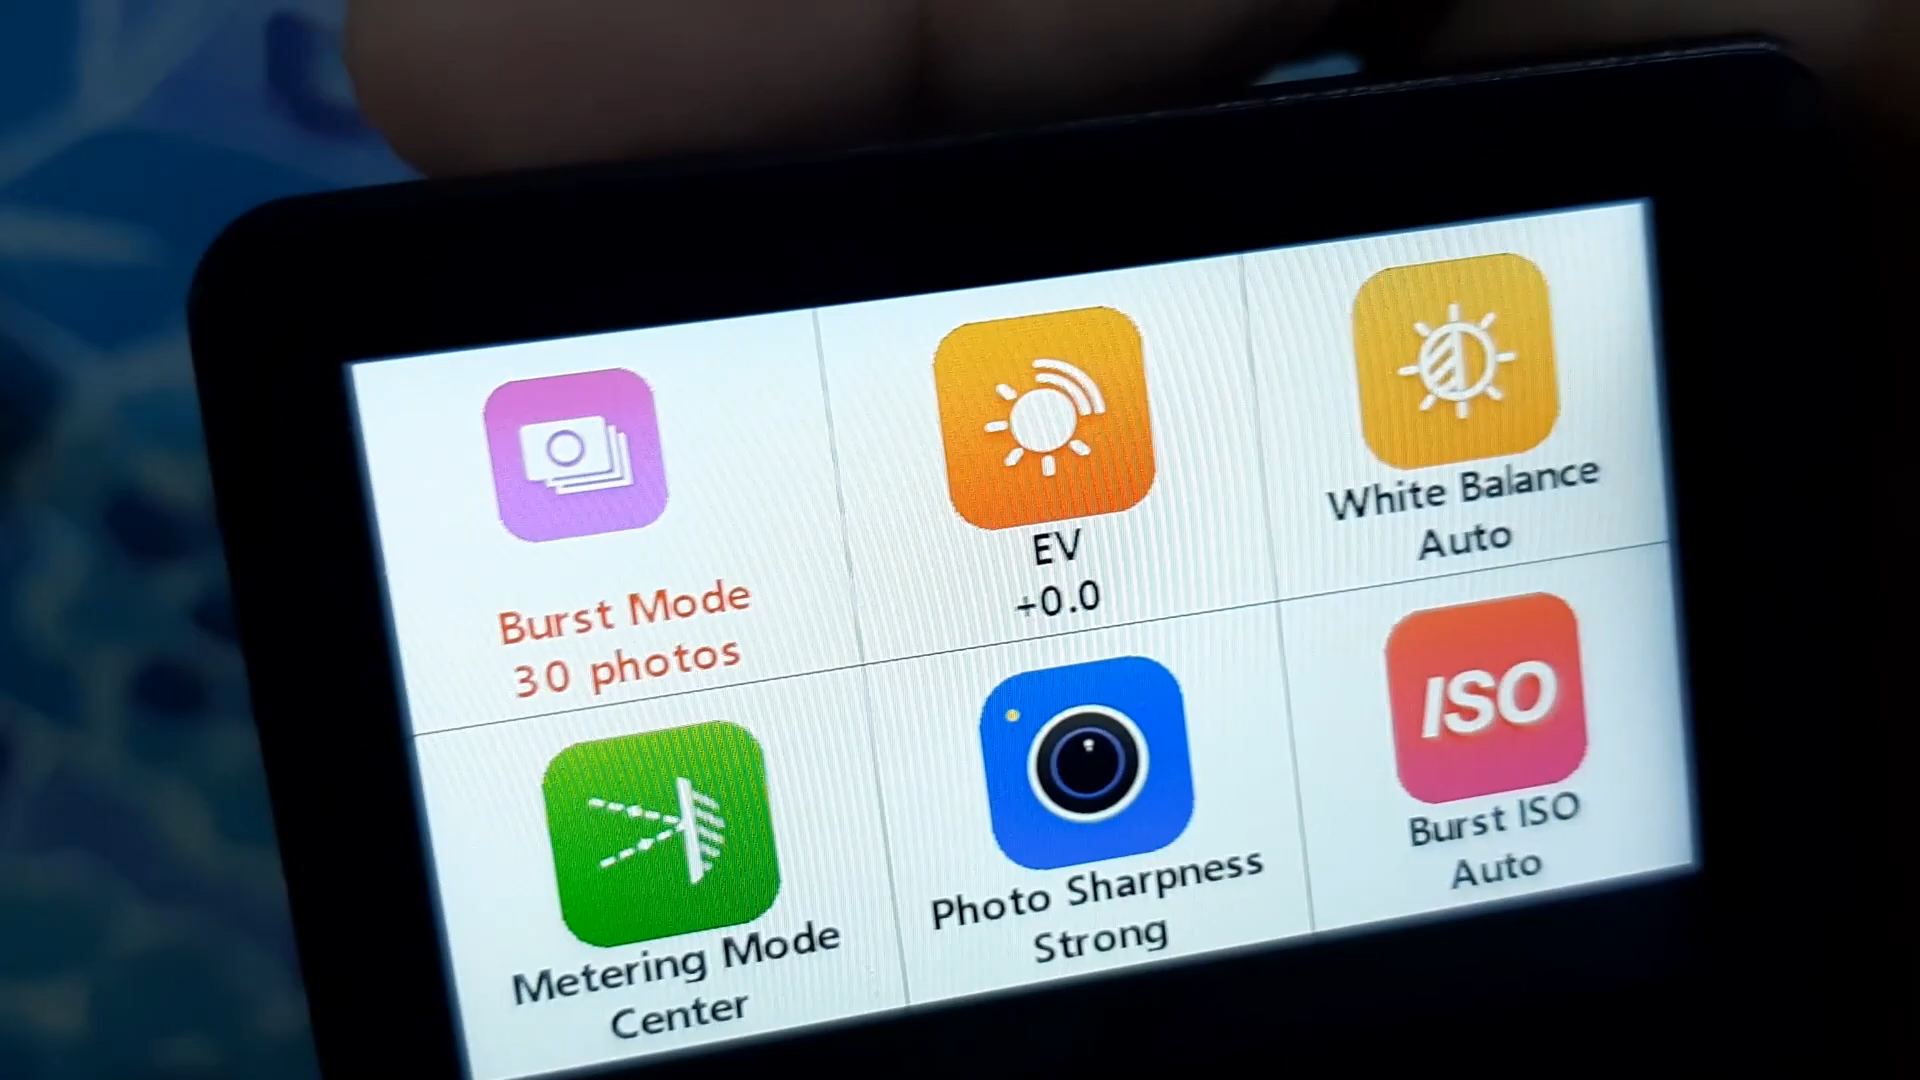 Burst Mode
30 photos
EV
+0.0
White Balance
Auto
Metering Mode
Center
Photo Sharpness
Strong
ISO
Burst ISO
Auto